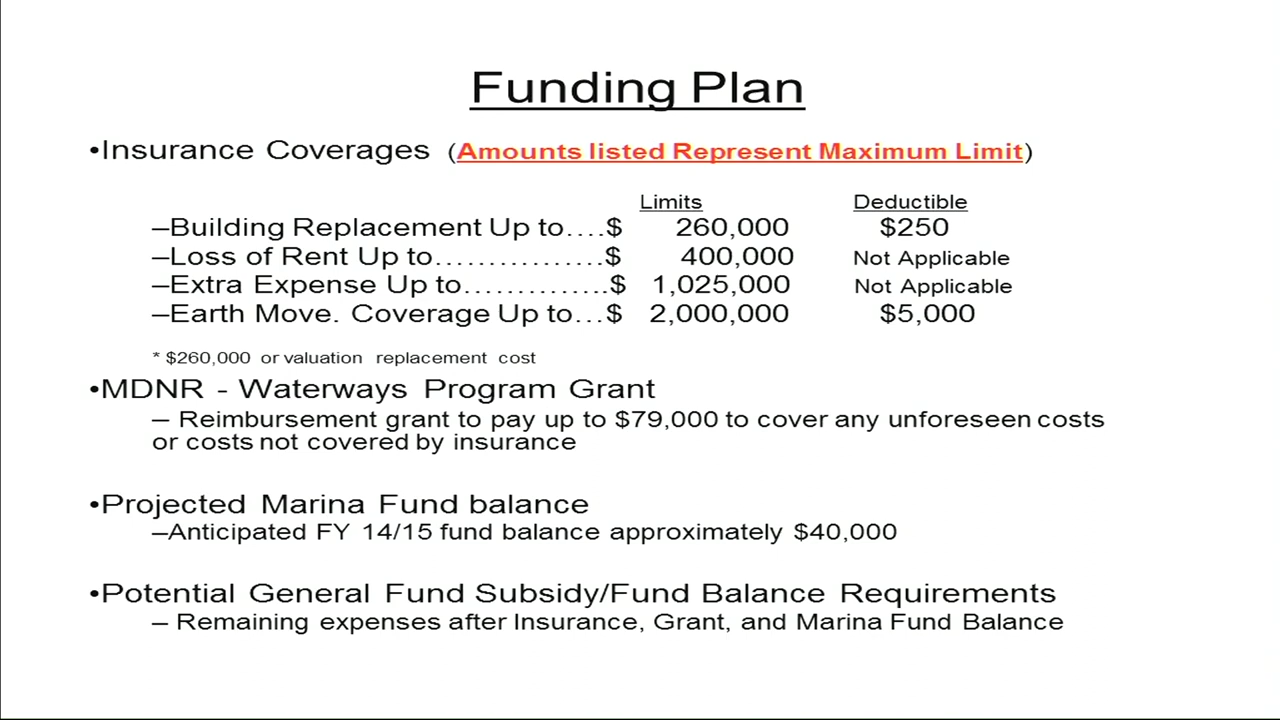 Funding Plan
•Insurance Coverages (Amounts listed Represent Maximum Limit)
Limits Deductible
–Building Replacement Up to….$ 260,000 $250
–Loss of Rent Up to…………….$ 400,000 Not Applicable
–Extra Expense Up to…………..$ 1,025,000 Not Applicable
–Earth Move. Coverage Up to…$ 2,000,000 $5,000
* $260,000 or valuation replacement cost
•MDNR - Waterways Program Grant
– Reimbursement grant to pay up to $79,000 to cover any unforeseen costs
or costs not covered by insurance
•Projected Marina Fund balance
–Anticipated FY 14/15 fund balance approximately $40,000
•Potential General Fund Subsidy/Fund Balance Requirements
– Remaining expenses after Insurance, Grant, and Marina Fund Balance